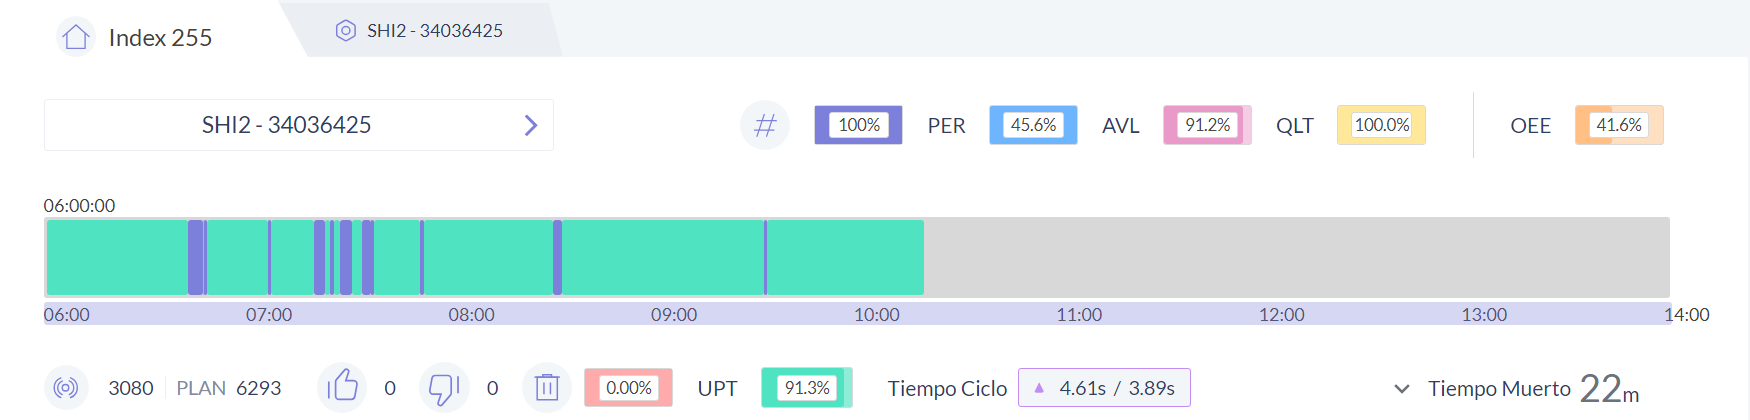 Index 255
SHI2 - 34036425
SHI2 - 34036425
100% PER 45.6% AVL 91.2% QLT 100.0% OEE 41.6%
06:00:00
06:00 07:00 08:00 09:00 10:00 11:00 12:00 13:00 14:00
3080 PLAN 6293 0 0 0.00% UPT 91.3% Tiempo Ciclo ▲ 4.61s / 3.89s Tiempo Muerto 22m